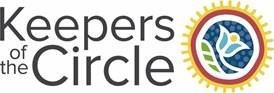 Keepers
of the Circle